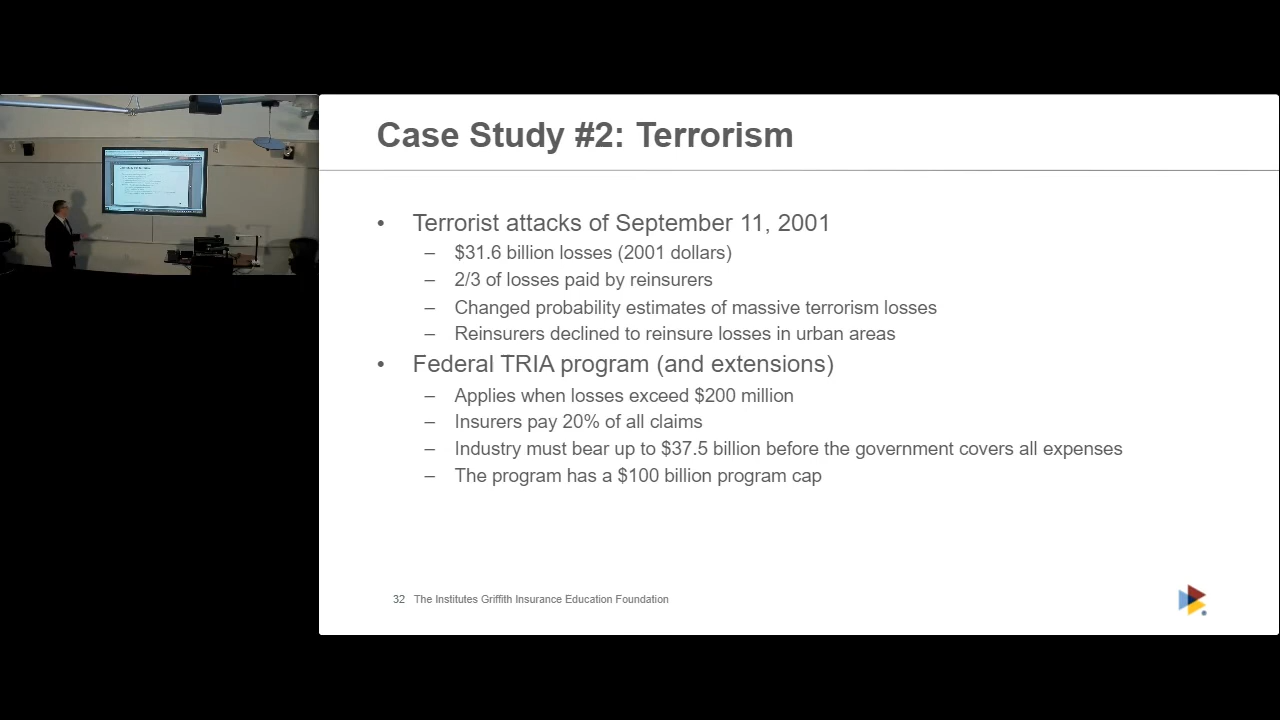 Case Study #2: Terrorism
• Terrorist attacks of September 11, 2001
– $31.6 billion losses (2001 dollars)
– 2/3 of losses paid by reinsurers
– Changed probability estimates of massive terrorism losses
– Reinsurers declined to reinsure losses in urban areas
• Federal TRIA program (and extensions)
– Applies when losses exceed $200 million
– Insurers pay 20% of all claims
– Industry must bear up to $37.5 billion before the government covers all expenses
– The program has a $100 billion program cap
32 The Institutes Griffith Insurance Education Foundation